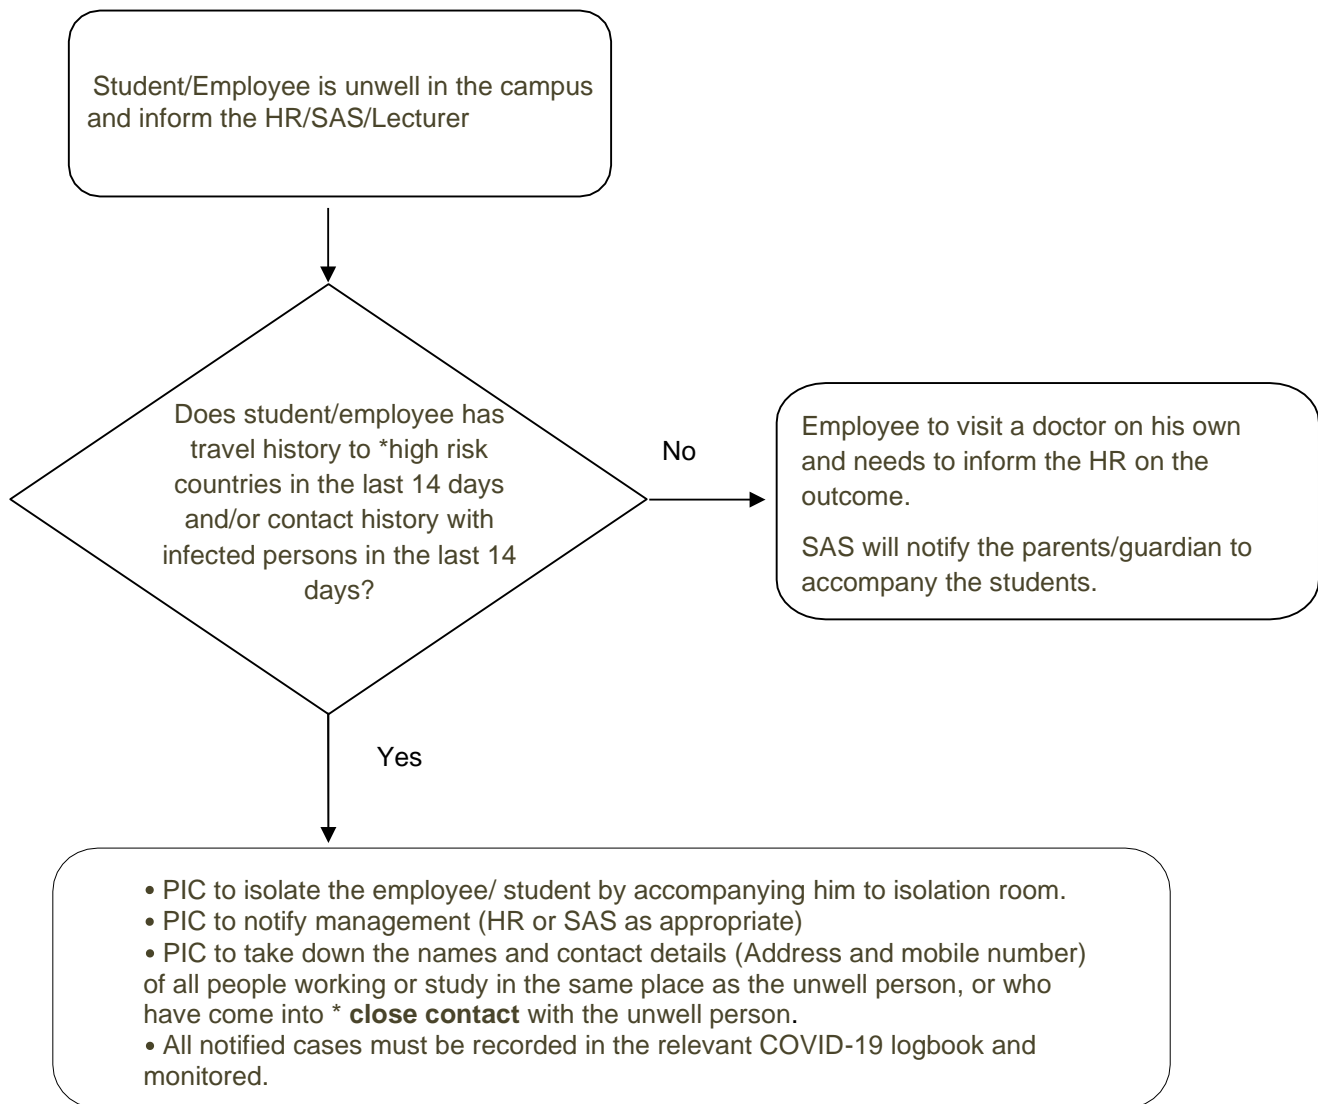 Student/Employee is unwell in the campus
and inform the HR/SAS/Lecturer
Does student/employee has
travel history to *high risk
countries in the last 14 days
and/or contact history with
infected persons in the last 14
days?
No
Employee to visit a doctor on his own
and needs to inform the HR on the
outcome.
SAS will notify the parents/guardian to
accompany the students.
Yes
• PIC to isolate the employee/ student by accompanying him to isolation room.
• PIC to notify management (HR or SAS as appropriate)
• PIC to take down the names and contact details (Address and mobile number)
of all people working or study in the same place as the unwell person, or who
have come into * close contact with the unwell person.
• All notified cases must be recorded in the relevant COVID-19 logbook and
monitored.